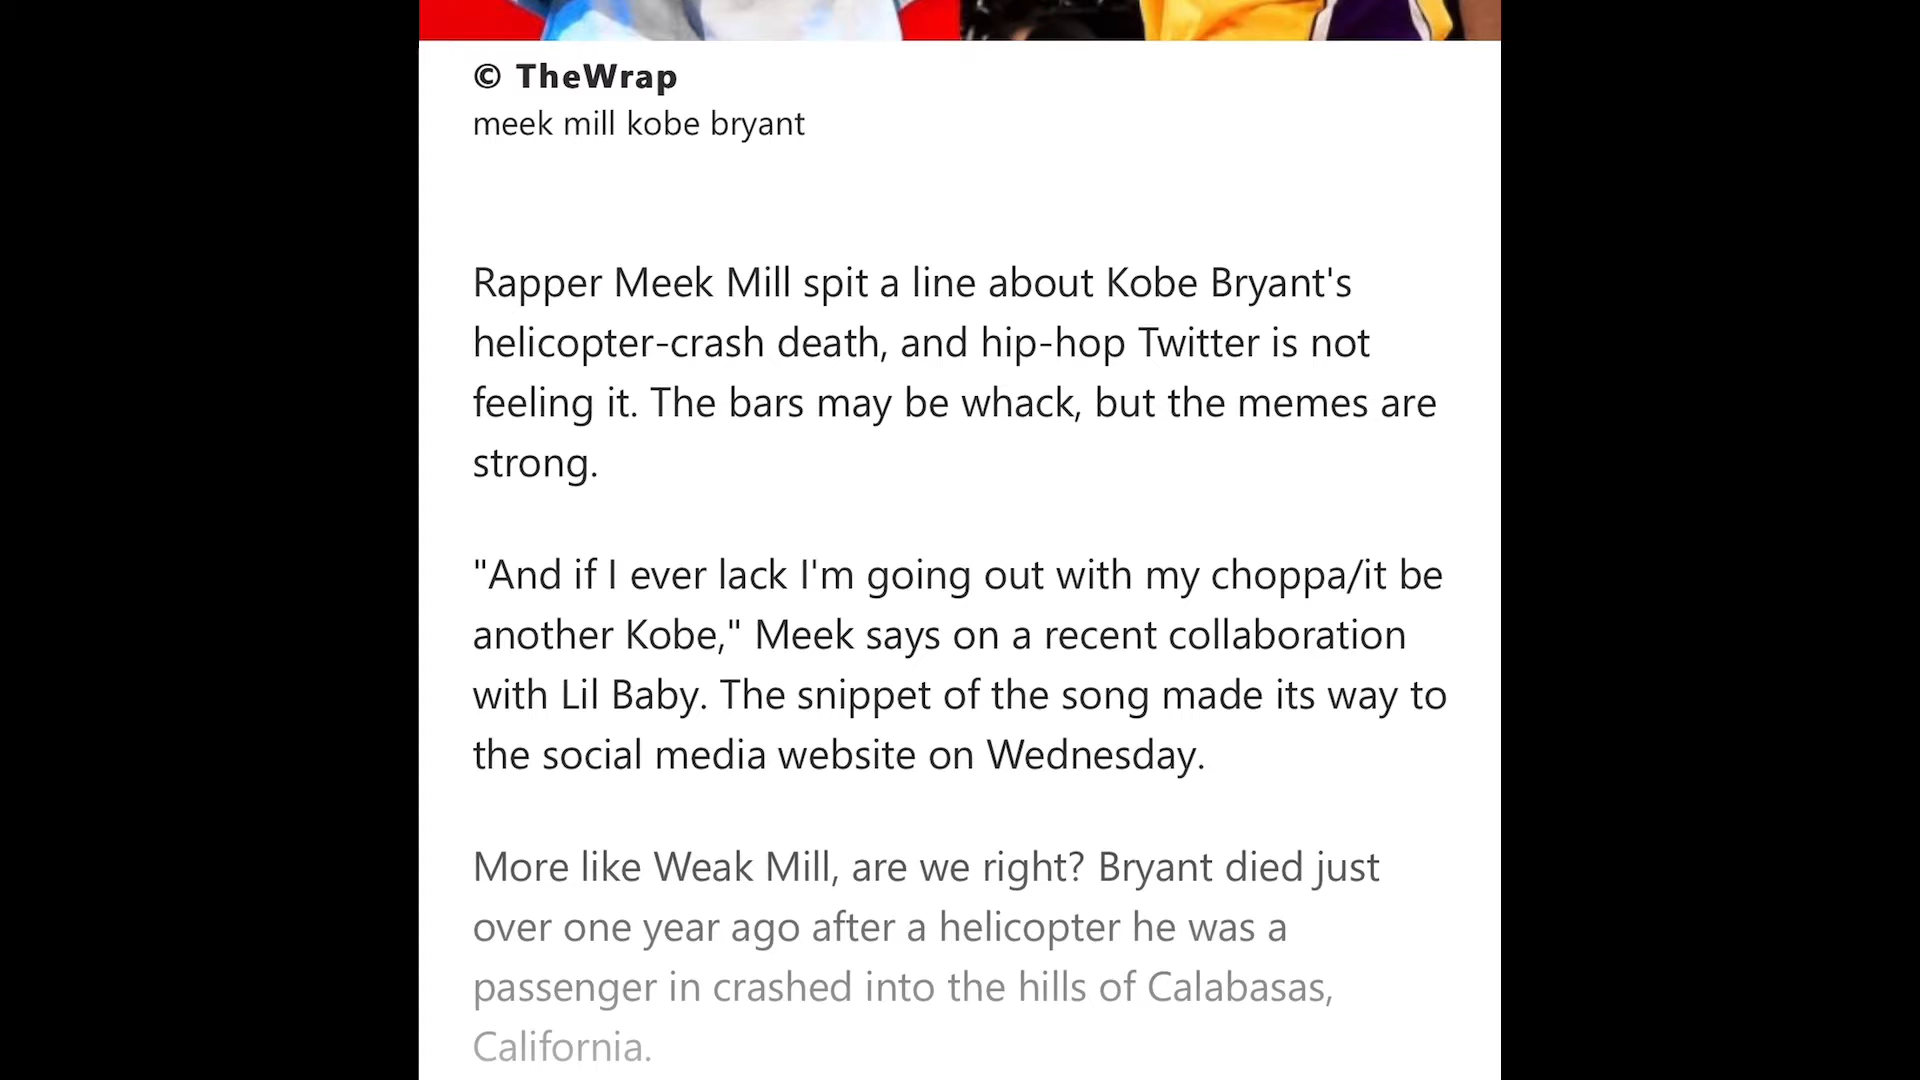 © TheWrap
meek mill kobe bryant
Rapper Meek Mill spit a line about Kobe Bryant's
helicopter-crash death, and hip-hop Twitter is not
feeling it. The bars may be whack, but the memes are
strong.
"And if I ever lack I'm going out with my choppa/it be
another Kobe," Meek says on a recent collaboration
with Lil Baby. The snippet of the song made its way to
the social media website on Wednesday.
More like Weak Mill, are we right? Bryant died just
over one year ago after a helicopter he was a
passenger in crashed into the hills of Calabasas,
California.